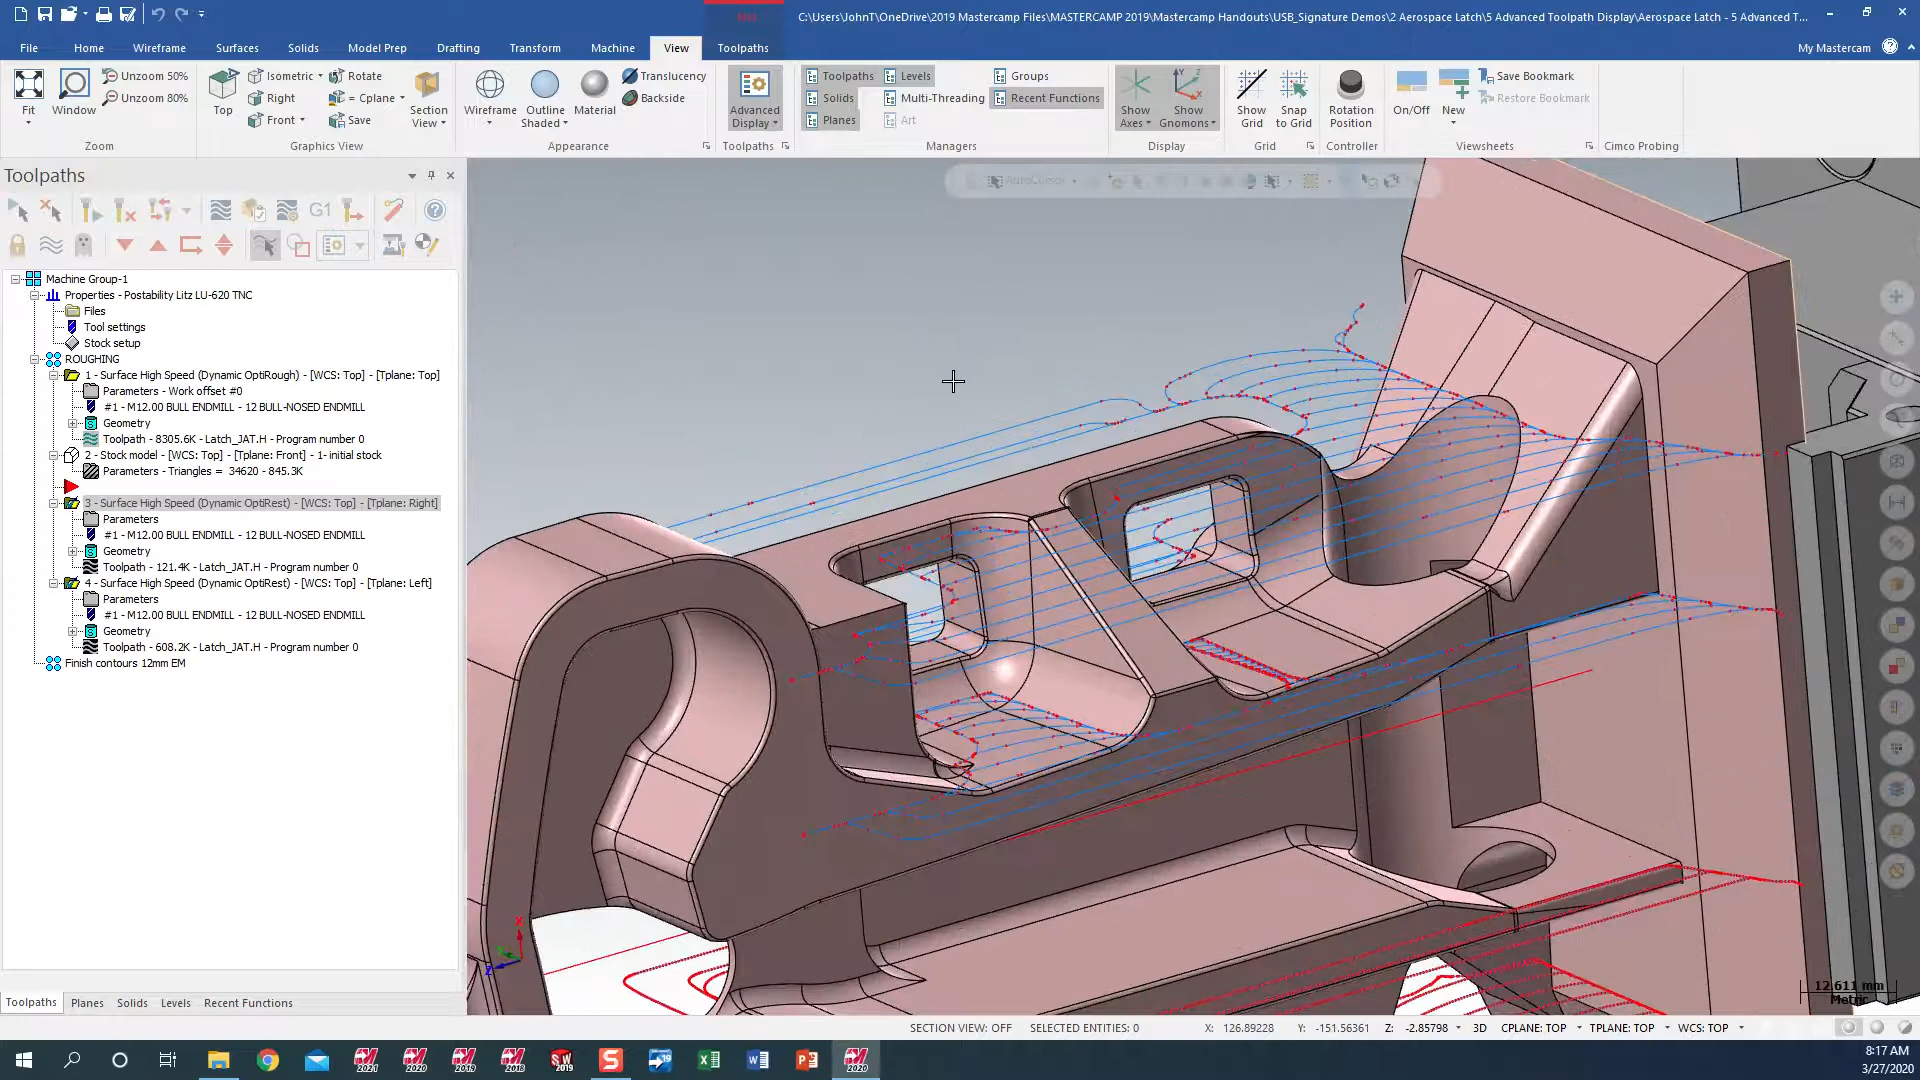 C:\Users\JohnT\OneDrive\2019 Mastercamp Files\MASTERCAMP 2019\Mastercamp Handouts\USB_Signature Demos\2 Aerospace Latch\5 Advanced Toolpath Display\Aerospace Latch - 5 Advanced T...
File Home Wireframe Surfaces Solids Model Prep Drafting Transform Machine View Toolpaths My Mastercam
Unzoom 50% Isometric Rotate Translucency Toolpaths Levels Groups Save Bookmark
Unzoom 80% Right = Cplane Backside Solids Multi-Threading Recent Functions Restore Bookmark
Fit Window Top Front Save Section View Wireframe Outline Shaded Material Advanced Display Planes Art Show Axes Show Gnomons Show Grid Snap to Grid Rotation Position On/Off New
Zoom Graphics View Appearance Toolpaths Managers Display Grid Controller Viewsheets Cimco Probing
Toolpaths
AutoCursor
G1
Machine Group-1
Properties - Postability Litz LU-620 TNC
Files
Tool settings
Stock setup
ROUGHING
1 - Surface High Speed (Dynamic OptiRough) - [WCS: Top] - [Tplane: Top]
Parameters - Work offset #0
#1 - M12.00 BULL ENDMILL - 12 BULL-NOSED ENDMILL
Geometry
Toolpath - 8305.6K - Latch_JAT.H - Program number 0
2 - Stock model - [WCS: Top] - [Tplane: Front] - 1- initial stock
Parameters - Triangles = 34620 - 845.3K
3 - Surface High Speed (Dynamic OptiRest) - [WCS: Top] - [Tplane: Right]
Parameters
#1 - M12.00 BULL ENDMILL - 12 BULL-NOSED ENDMILL
Geometry
Toolpath - 121.4K - Latch_JAT.H - Program number 0
4 - Surface High Speed (Dynamic OptiRest) - [WCS: Top] - [Tplane: Left]
Parameters
#1 - M12.00 BULL ENDMILL - 12 BULL-NOSED ENDMILL
Geometry
Toolpath - 608.2K - Latch_JAT.H - Program number 0
Finish contours 12mm EM
X
Z
12.611 mm
Metric
Toolpaths Planes Solids Levels Recent Functions
SECTION VIEW: OFF SELECTED ENTITIES: 0 X: 126.89228 Y: -151.56361 Z: -2.85798 3D CPLANE: TOP TPLANE: TOP WCS: TOP
2021 2020 2019 2018 SW 2019 S 19 2020
8:17 AM
3/27/2020